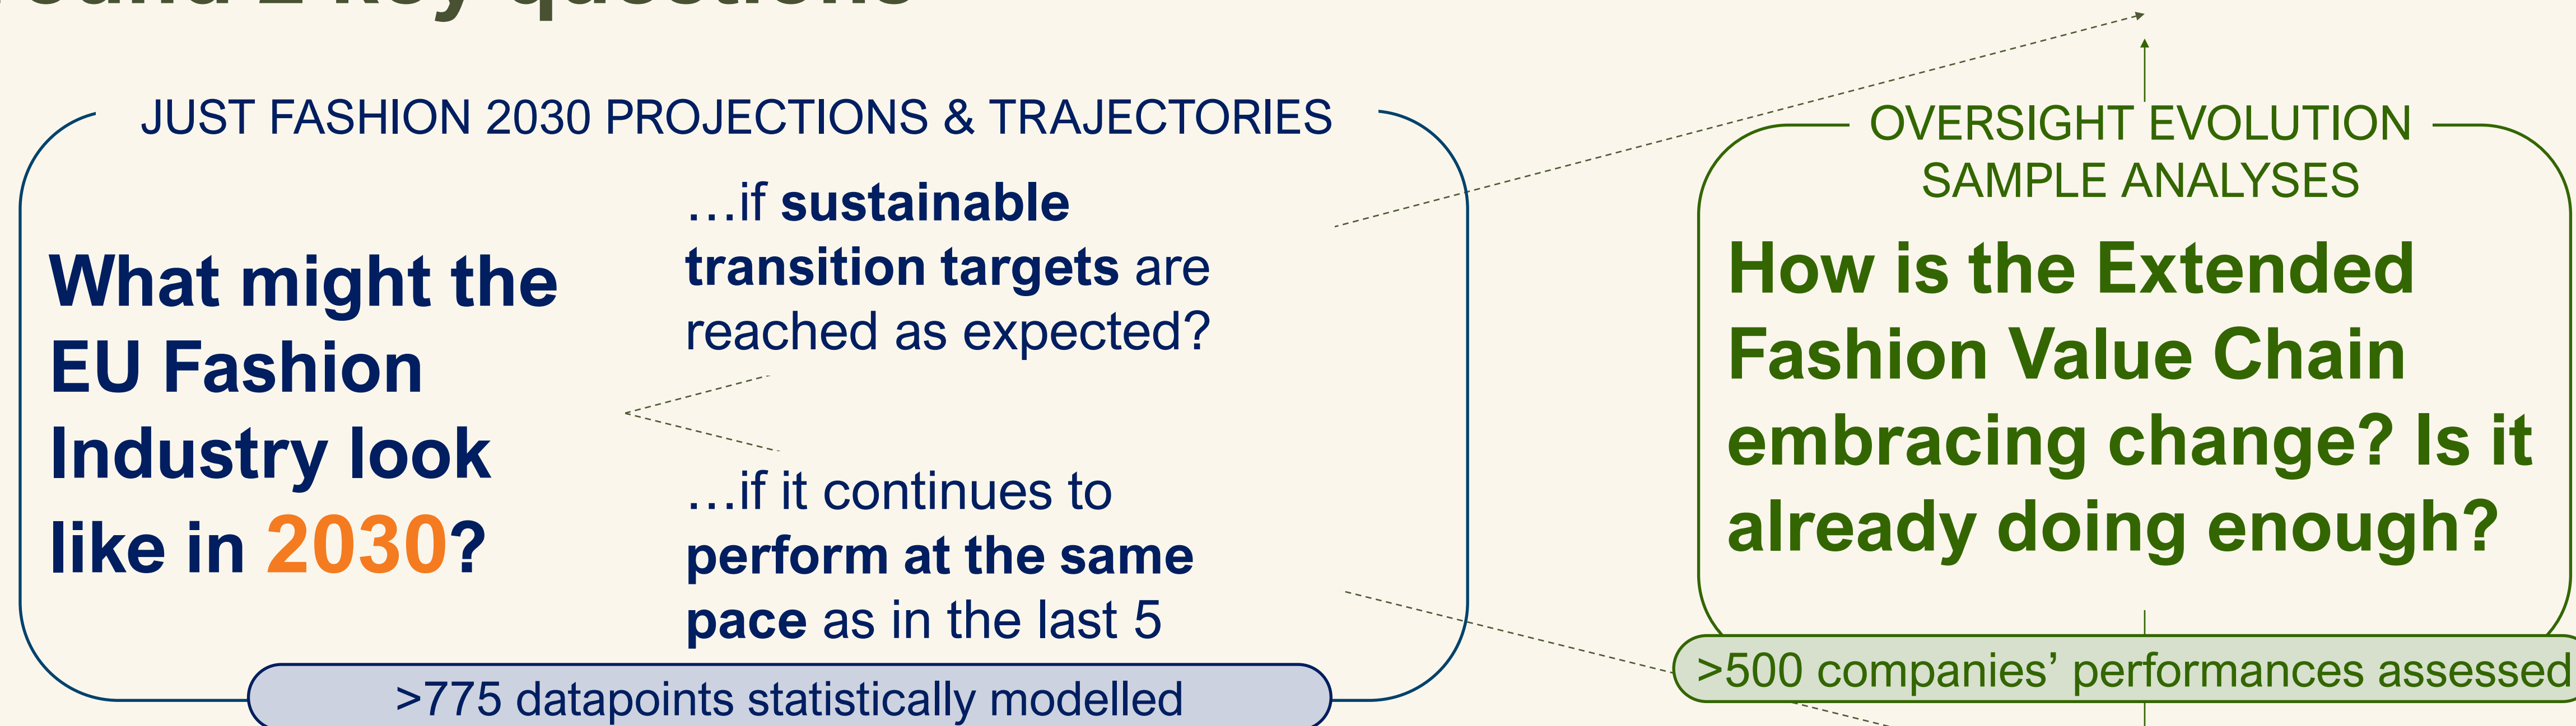 2 key questions
JUST FASHION 2030 PROJECTIONS & TRAJECTORIES
What might the
EU Fashion
Industry look
like in 2030?
…if sustainable
transition targets are
reached as expected?
…if it continues to
perform at the same
pace as in the last 5
>775 datapoints statistically modelled
OVERSIGHT EVOLUTION
SAMPLE ANALYSES
How is the Extended
Fashion Value Chain
embracing change? Is it
already doing enough?
>500 companies’ performances assessed